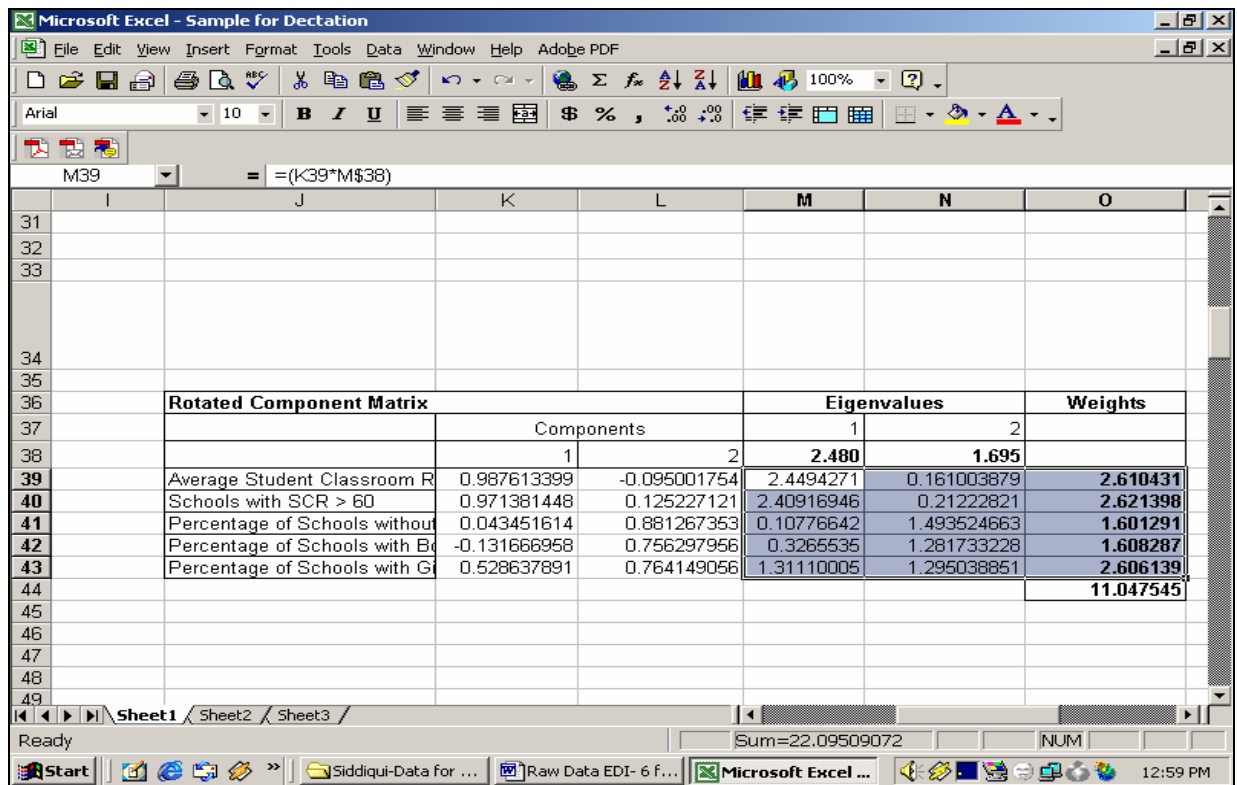 Microsoft Excel - Sample for Dectation
File Edit View Insert Format Tools Data Window Help Adobe PDF
ABC 100%
Arial 10 B I U $ % ,
M39 = =(K39*M$38)
I J K L M N O
31
32
33
34
35
36 Rotated Component Matrix Eigenvalues Weights
37 Components 1 2
38 1 2 2.480 1.695
39 Average Student Classroom R 0.987613399 -0.095001754 2.4494271 0.161003879 2.610431
40 Schools with SCR > 60 0.971381448 0.125227121 2.40916946 0.21222821 2.621398
41 Percentage of Schools without 0.043451614 0.881267353 0.10776642 1.493524663 1.601291
42 Percentage of Schools with Bo -0.131666958 0.756297956 0.3265535 1.281733228 1.608287
43 Percentage of Schools with Gi 0.528637891 0.764149056 1.31110005 1.295038851 2.606139
44 11.047545
45
46
47
48
49
Sheet1 Sheet2 Sheet3
Ready Sum=22.09509072 NUM
Start » Siddiqui-Data for ... Raw Data EDI- 6 f... Microsoft Excel ... 12:59 PM